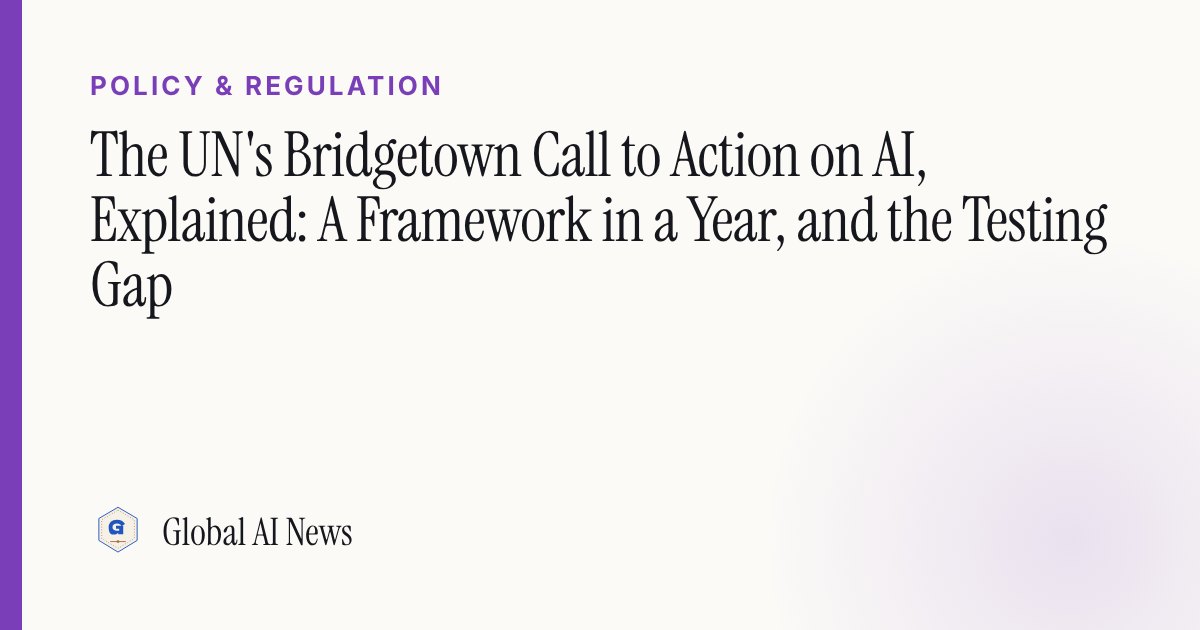 POLICY & REGULATION
The UN's Bridgetown Call to Action on AI,
Explained: A Framework in a Year, and the Testing
Gap
G
Global AI News